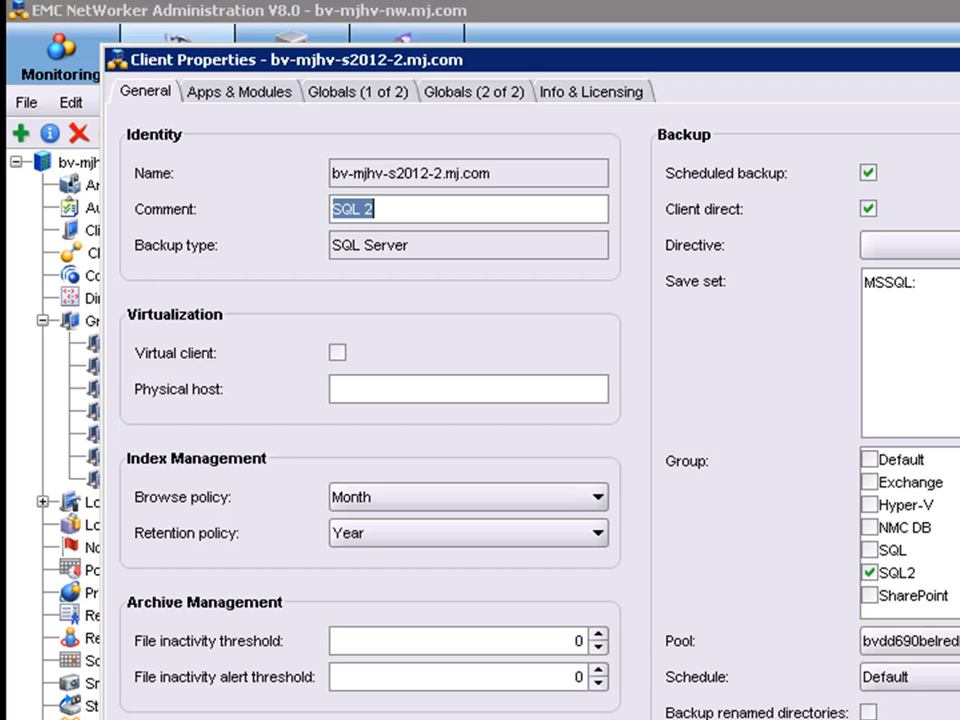 EMC NetWorker Administration V8.0 - bv-mjhv-nw.mj.com
Monitoring
Client Properties - bv-mjhv-s2012-2.mj.com
File Edit
General Apps & Modules Globals (1 of 2) Globals (2 of 2) Info & Licensing
bv-mjh
Identity
Name: bv-mjhv-s2012-2.mj.com
Comment: SQL 2
Backup type: SQL Server
Virtualization
Virtual client:
Physical host:
Index Management
Browse policy: Month
Retention policy: Year
Archive Management
File inactivity threshold: 0
File inactivity alert threshold: 0
Backup
Scheduled backup:
Client direct:
Directive:
Save set: MSSQL:
Group:
Default
Exchange
Hyper-V
NMC DB
SQL
SQL2
SharePoint
Pool: bvdd690belred
Schedule: Default
Backup renamed directories: